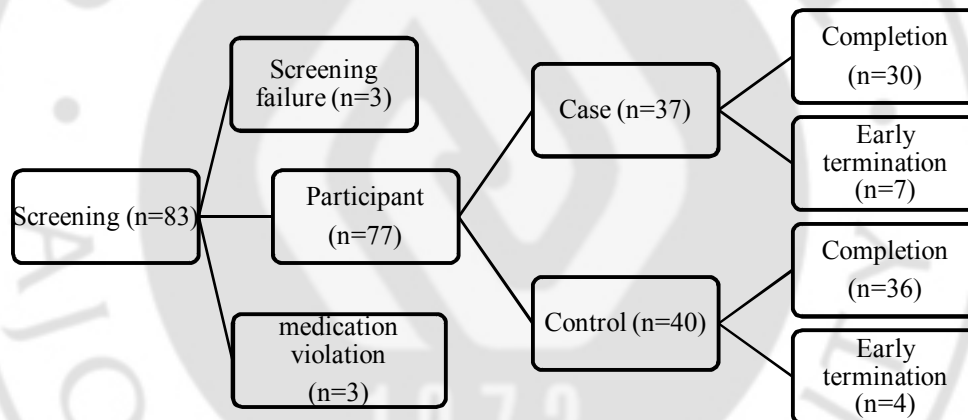 Screening (n=83)
Screening
failure (n=3)
Participant
(n=77)
medication
violation
(n=3)
Case (n=37)
Control (n=40)
Completion
(n=30)
Early
termination
(n=7)
Completion
(n=36)
Early
termination
(n=4)